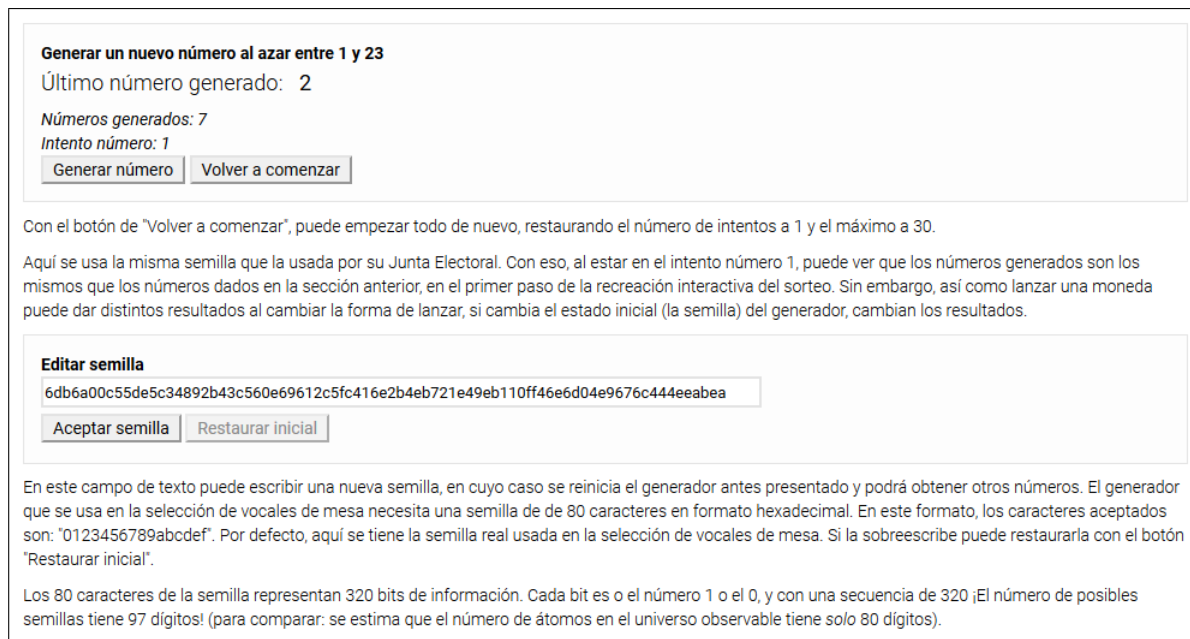 Generar un nuevo número al azar entre 1 y 23
Último número generado: 2
Números generados: 7
Intento número: 1
Generar número Volver a comenzar
Con el botón de "Volver a comenzar", puede empezar todo de nuevo, restaurando el número de intentos a 1 y el máximo a 30.
Aquí se usa la misma semilla que la usada por su Junta Electoral. Con eso, al estar en el intento número 1, puede ver que los números generados son los
mismos que los números dados en la sección anterior, en el primer paso de la recreación interactiva del sorteo. Sin embargo, así como lanzar una moneda
puede dar distintos resultados al cambiar la forma de lanzar, si cambia el estado inicial (la semilla) del generador, cambian los resultados.
Editar semilla
6db6a00c55de5c34892b43c560e69612c5fc416e2b4eb721e49eb110ff46e6d04e9676c444eeabea
Aceptar semilla Restaurar inicial
En este campo de texto puede escribir una nueva semilla, en cuyo caso se reinicia el generador antes presentado y podrá obtener otros números. El generador
que se usa en la selección de vocales de mesa necesita una semilla de de 80 caracteres en formato hexadecimal. En este formato, los caracteres aceptados
son: "0123456789abcdef". Por defecto, aquí se tiene la semilla real usada en la selección de vocales de mesa. Si la sobreescribe puede restaurarla con el botón
"Restaurar inicial".
Los 80 caracteres de la semilla representan 320 bits de información. Cada bit es o el número 1 o el 0, y con una secuencia de 320 ¡El número de posibles
semillas tiene 97 dígitos! (para comparar: se estima que el número de átomos en el universo observable tiene solo 80 dígitos).